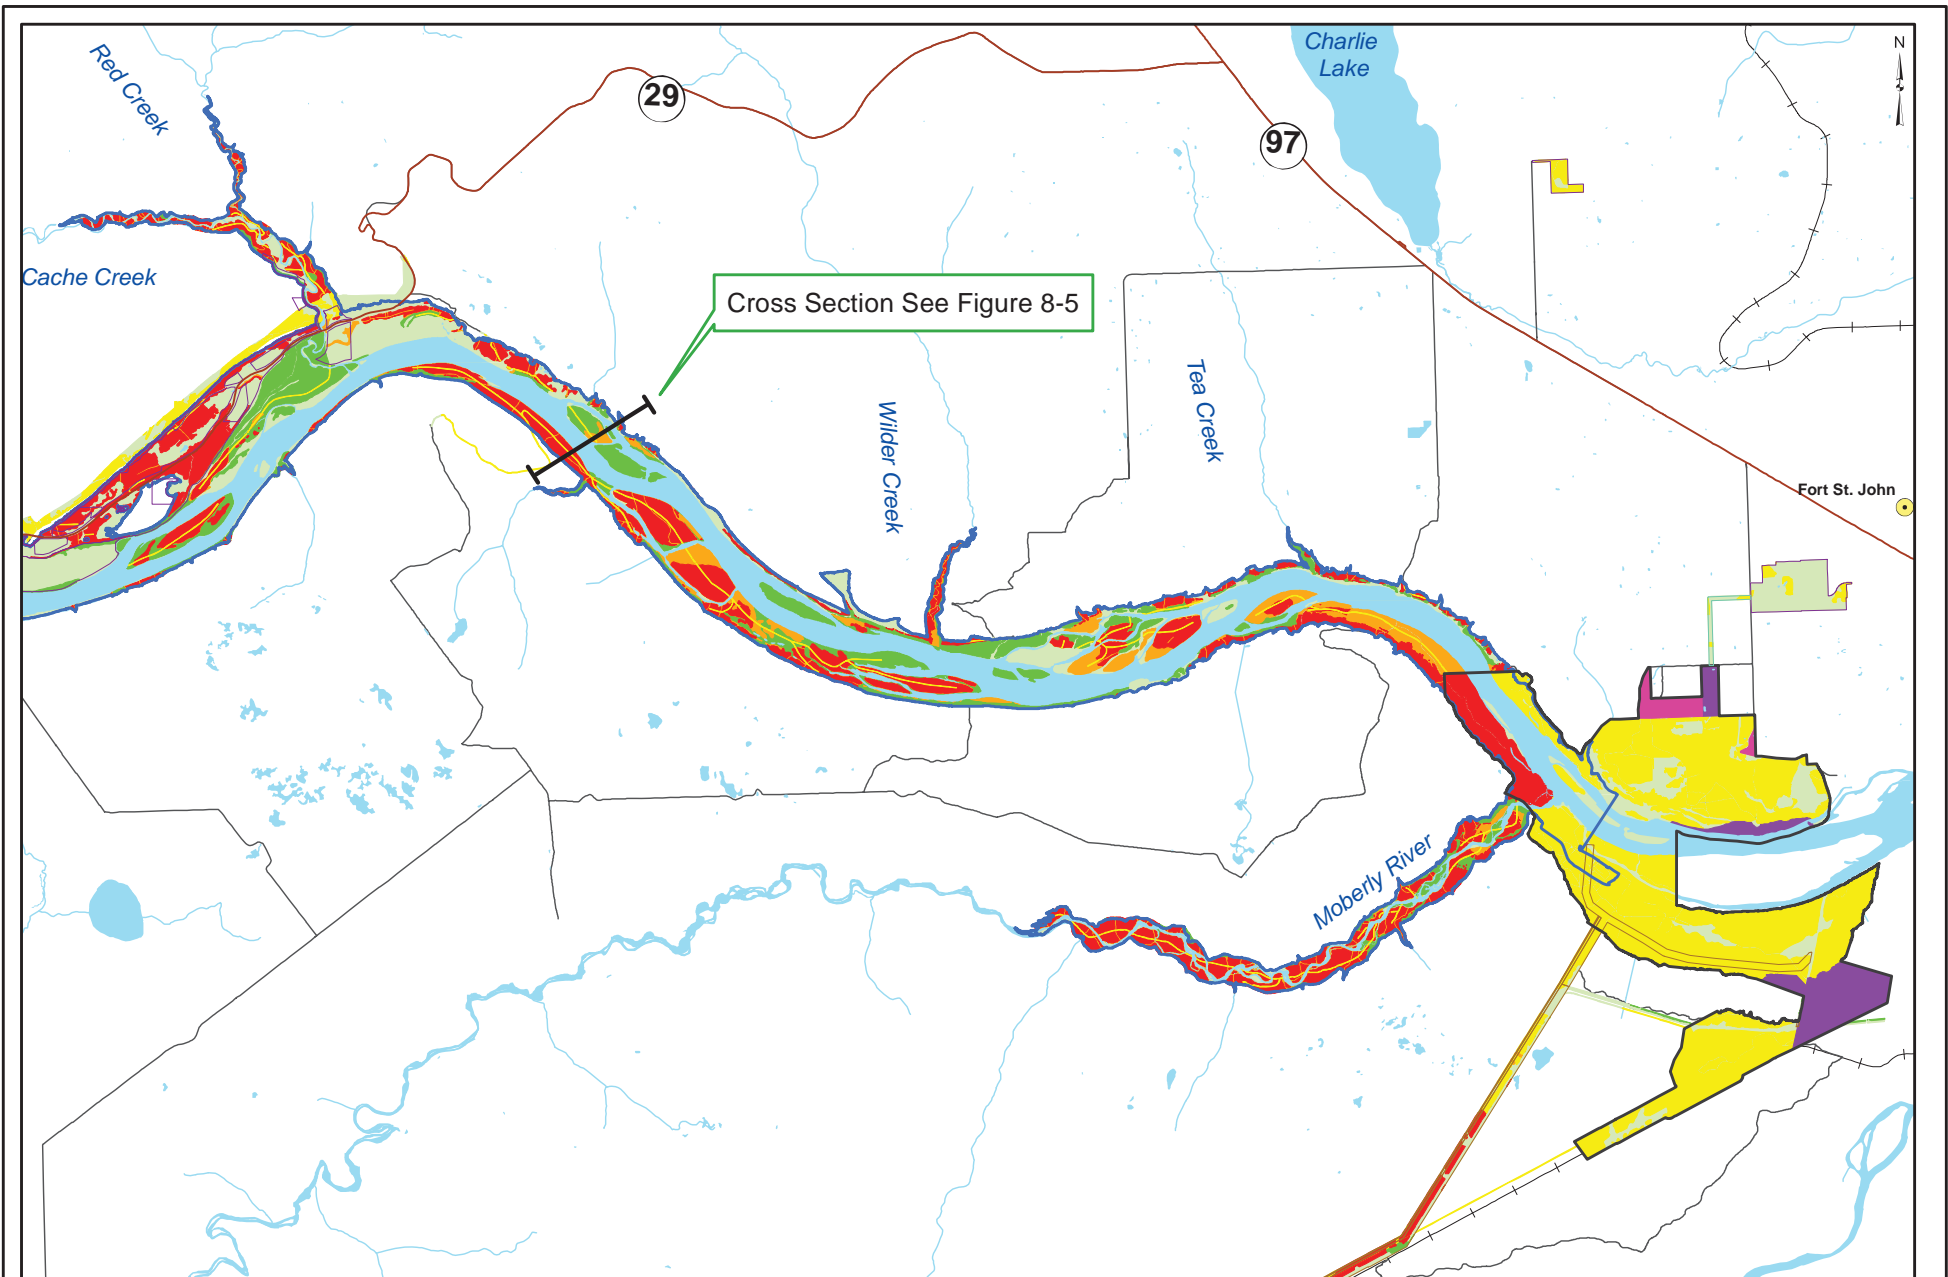 Red Creek
29
Charlie
Lake
N
97
Cache Creek
Cross Section See Figure 8-5
Tea Creek
Wilder Creek
Fort St. John
Moberly River